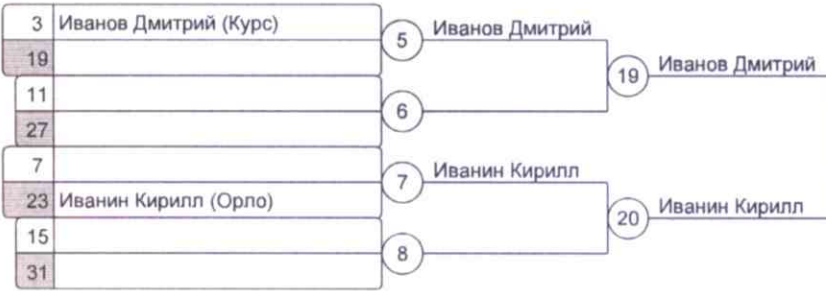 3 Иванов Дмитрий (Курс)
19
5 Иванов Дмитрий
19 Иванов Дмитрий
11
27
6
7
23 Иванин Кирилл (Орло)
7 Иванин Кирилл
20 Иванин Кирилл
15
31
8